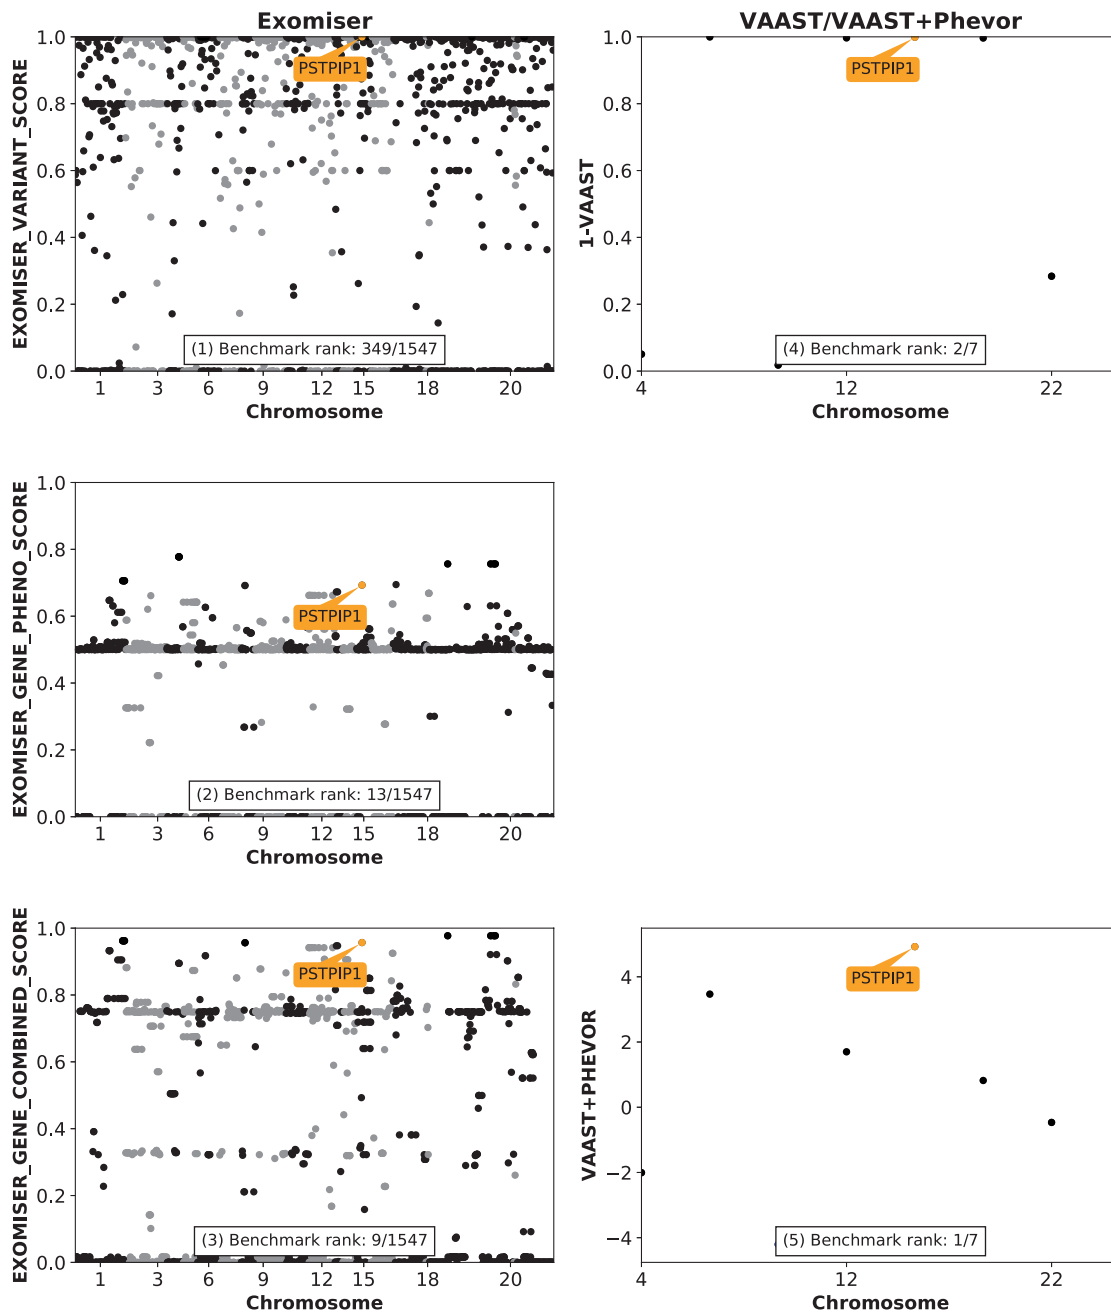 Exomiser
EXOMISER_VARIANT_SCORE
1.0
0.8
0.6
0.4
0.2
0.0
PSTPIP1
(1) Benchmark rank: 349/1547
1 3 6 9 12 15 18 20
Chromosome
VAAST/VAAST+Phevor
1-VAAST
1.0
0.8
0.6
0.4
0.2
0.0
PSTPIP1
(4) Benchmark rank: 2/7
4 12 22
Chromosome
EXOMISER_GENE_PHENO_SCORE
1.0
0.8
0.6
0.4
0.2
0.0
PSTPIP1
(2) Benchmark rank: 13/1547
1 3 6 9 12 15 18 20
Chromosome
EXOMISER_GENE_COMBINED_SCORE
1.0
0.8
0.6
0.4
0.2
0.0
PSTPIP1
(3) Benchmark rank: 9/1547
1 3 6 9 12 15 18 20
Chromosome
VAAST+PHEVOR
4
2
0
−2
−4
PSTPIP1
(5) Benchmark rank: 1/7
4 12 22
Chromosome